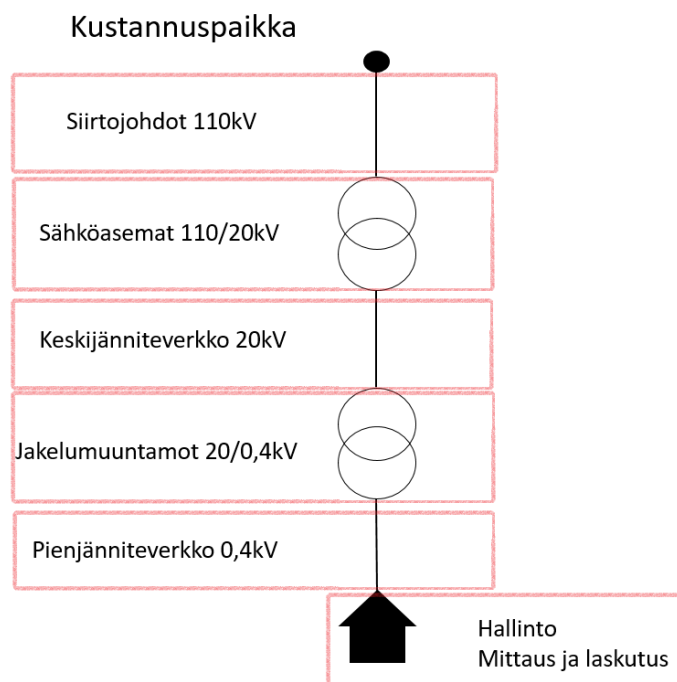 Kustannuspaikka
Siirtojohdot 110kV
Sähköasemat 110/20kV
Keskijänniteverkko 20kV
Jakelumuuntamot 20/0,4kV
Pienjänniteverkko 0,4kV
Hallinto
Mittaus ja laskutus